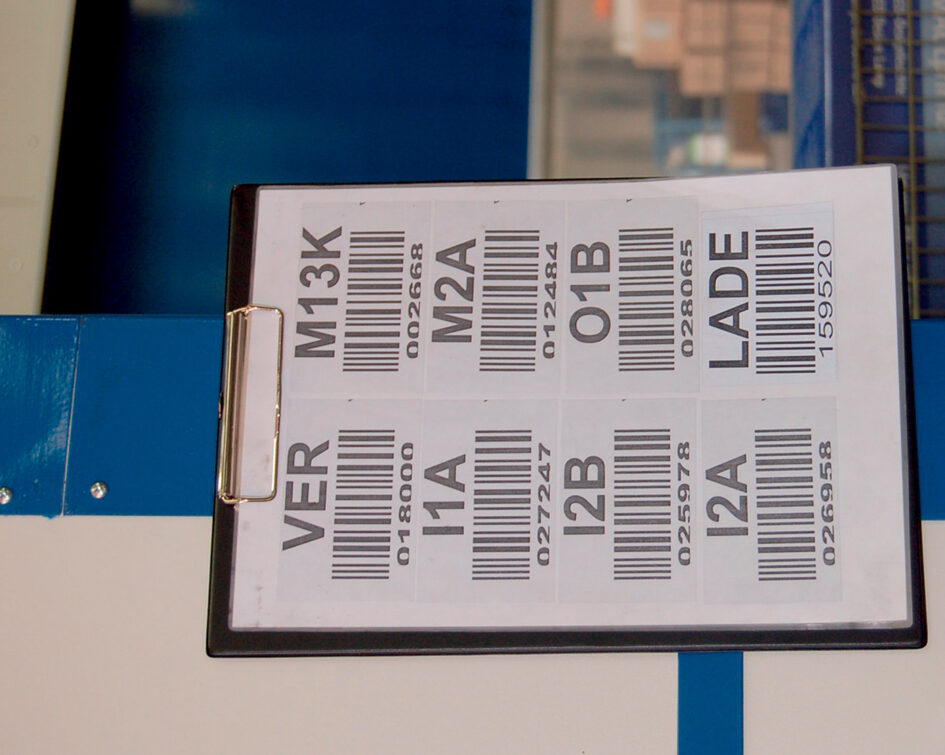 VER
018000
M13K
002668
I1A
027247
M2A
012484
I2B
025978
O1B
028065
I2A
026958
LADE
159520